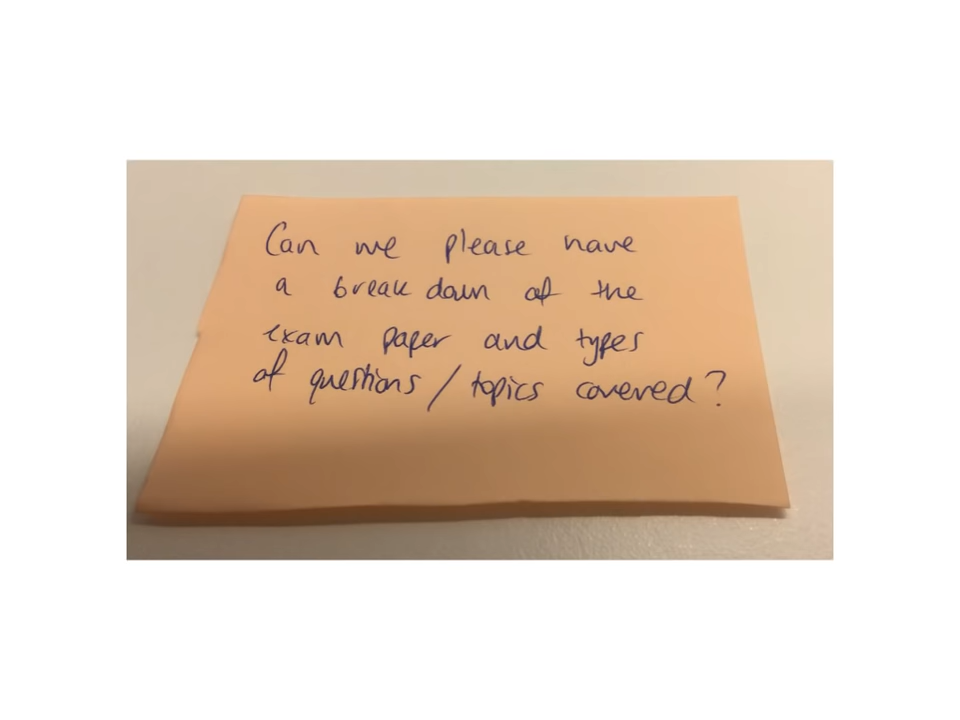 Can we please have
a break down of the
exam paper and types
of questions / topics covered?